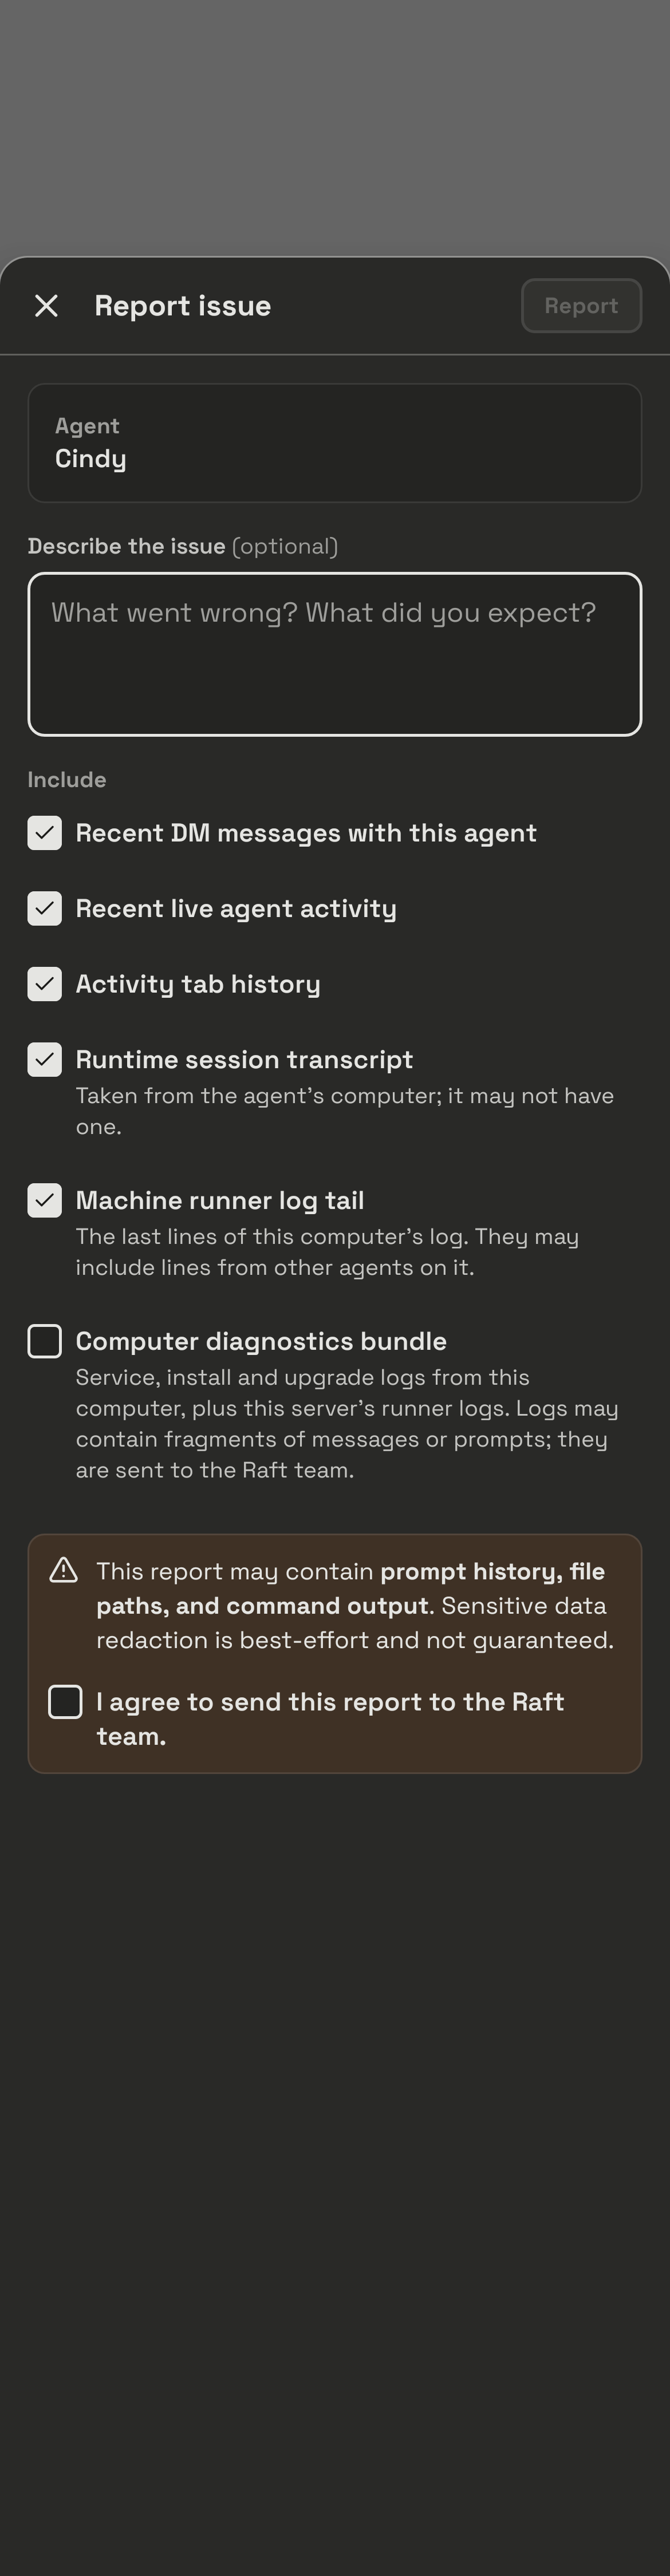 Report issue
Report
Agent
Cindy
Describe the issue (optional)
What went wrong? What did you expect?
Include
Recent DM messages with this agent
Recent live agent activity
Activity tab history
Runtime session transcript
Taken from the agent's computer; it may not have
one.
Machine runner log tail
The last lines of this computer's log. They may
include lines from other agents on it.
Computer diagnostics bundle
Service, install and upgrade logs from this
computer, plus this server's runner logs. Logs may
contain fragments of messages or prompts; they
are sent to the Raft team.
This report may contain prompt history, file
paths, and command output. Sensitive data
redaction is best-effort and not guaranteed.
I agree to send this report to the Raft
team.